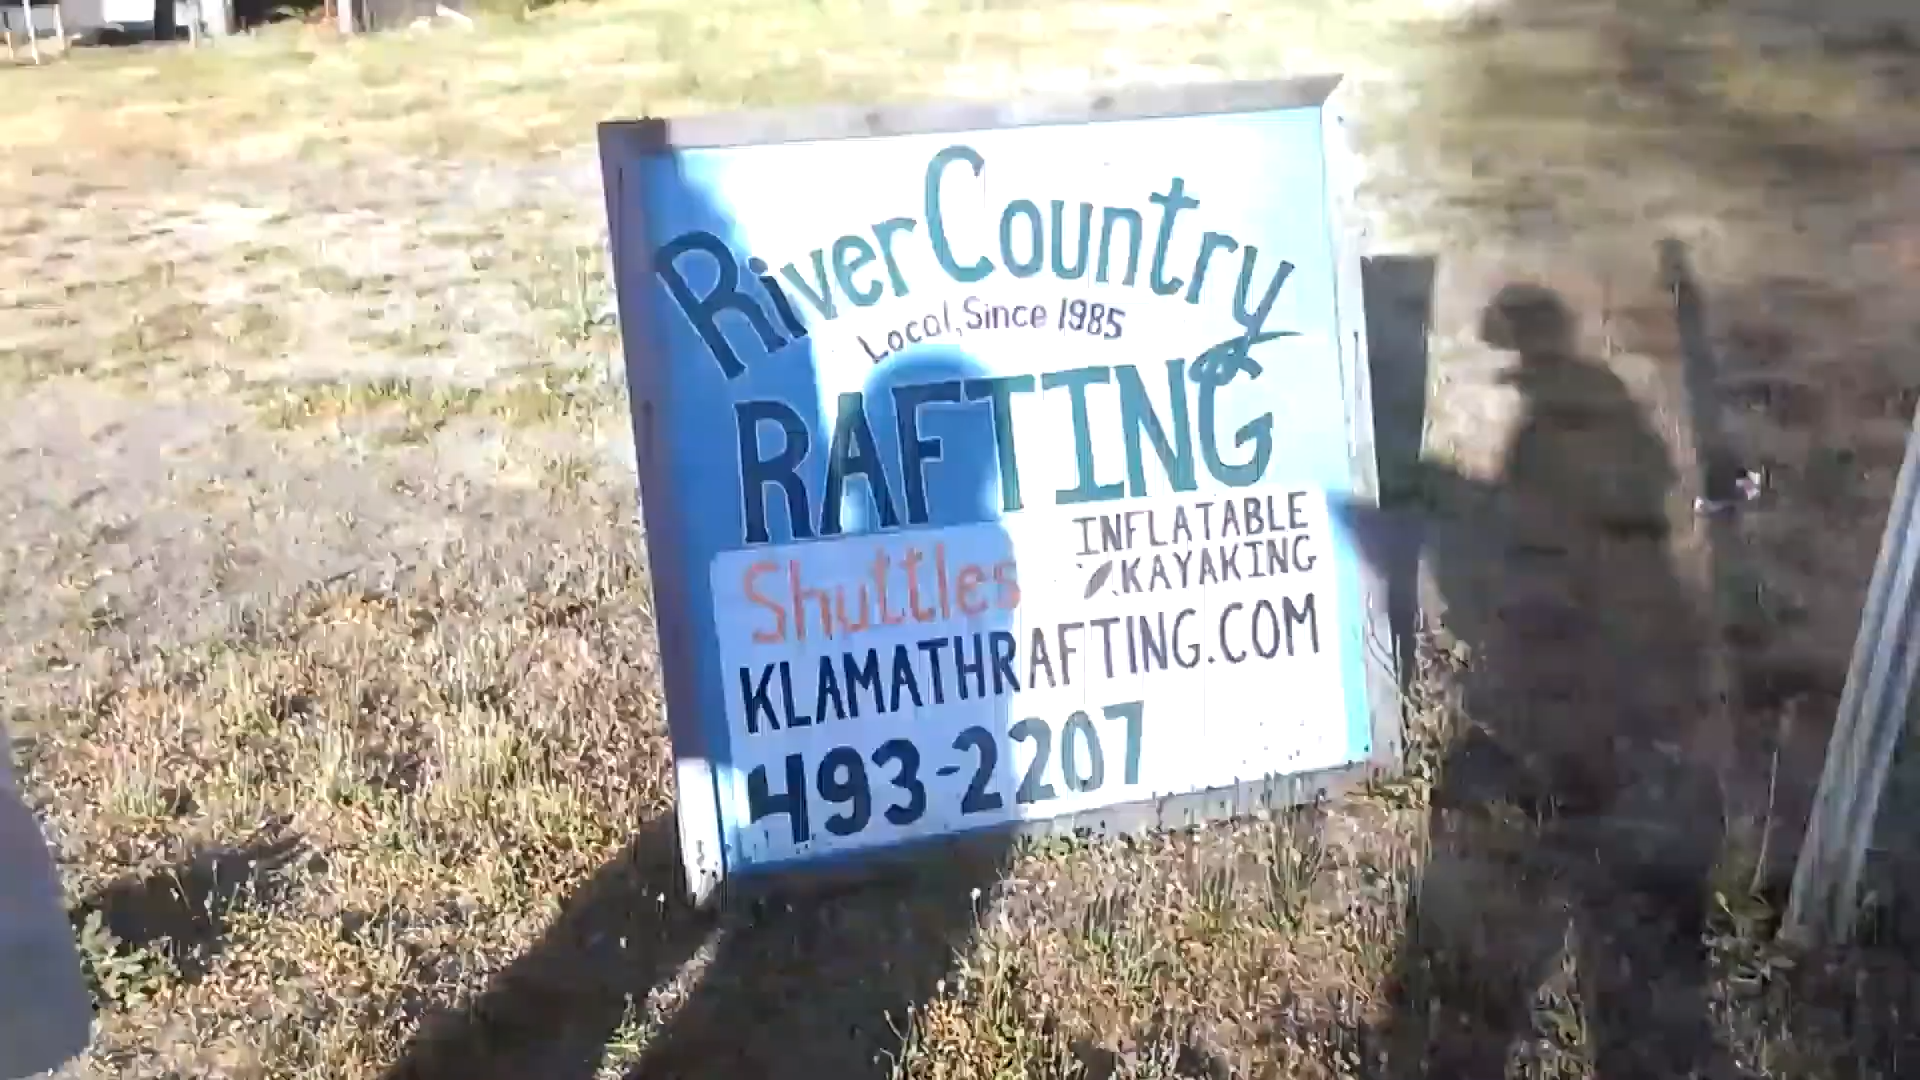 River Country
Local, Since 1985
RAFTING
Shuttles
INFLATABLE
KAYAKING
KLAMATHRAFTING.COM
493-2207